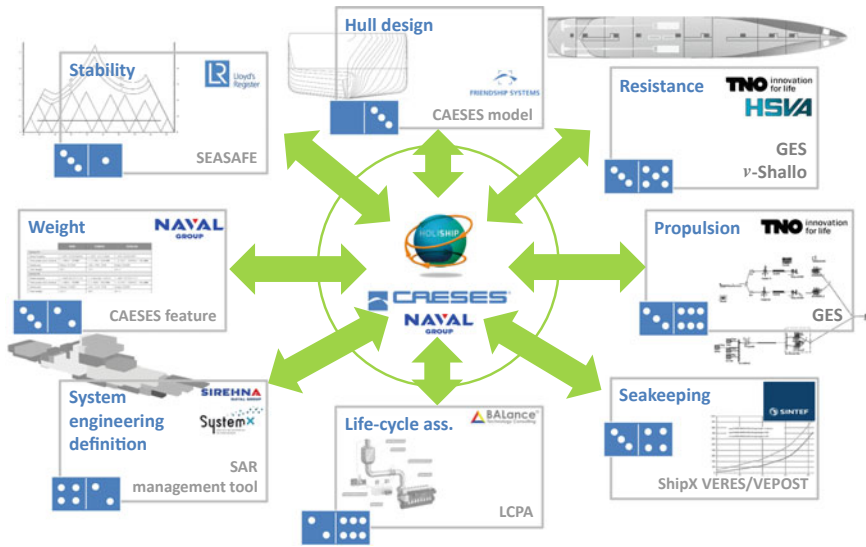 Hull design
FRIENDSHIP SYSTEMS
CAESES model
Stability
LR
Lloyd's
Register
SEASAFE
Resistance
TNO innovation
for life
HSVA
GES
ν-Shallo
Weight
NAVAL
GROUP
CAESES feature
HOLISHIP
CAESES
NAVAL
GROUP
Propulsion
TNO innovation
for life
GES
System
engineering
definition
SIREHNA
NAVAL GROUP
SystemX
SAR
management tool
Life-cycle ass.
BALance™
Technology Consulting
LCPA
Seakeeping
SINTEF
ShipX VERES/VEPOST